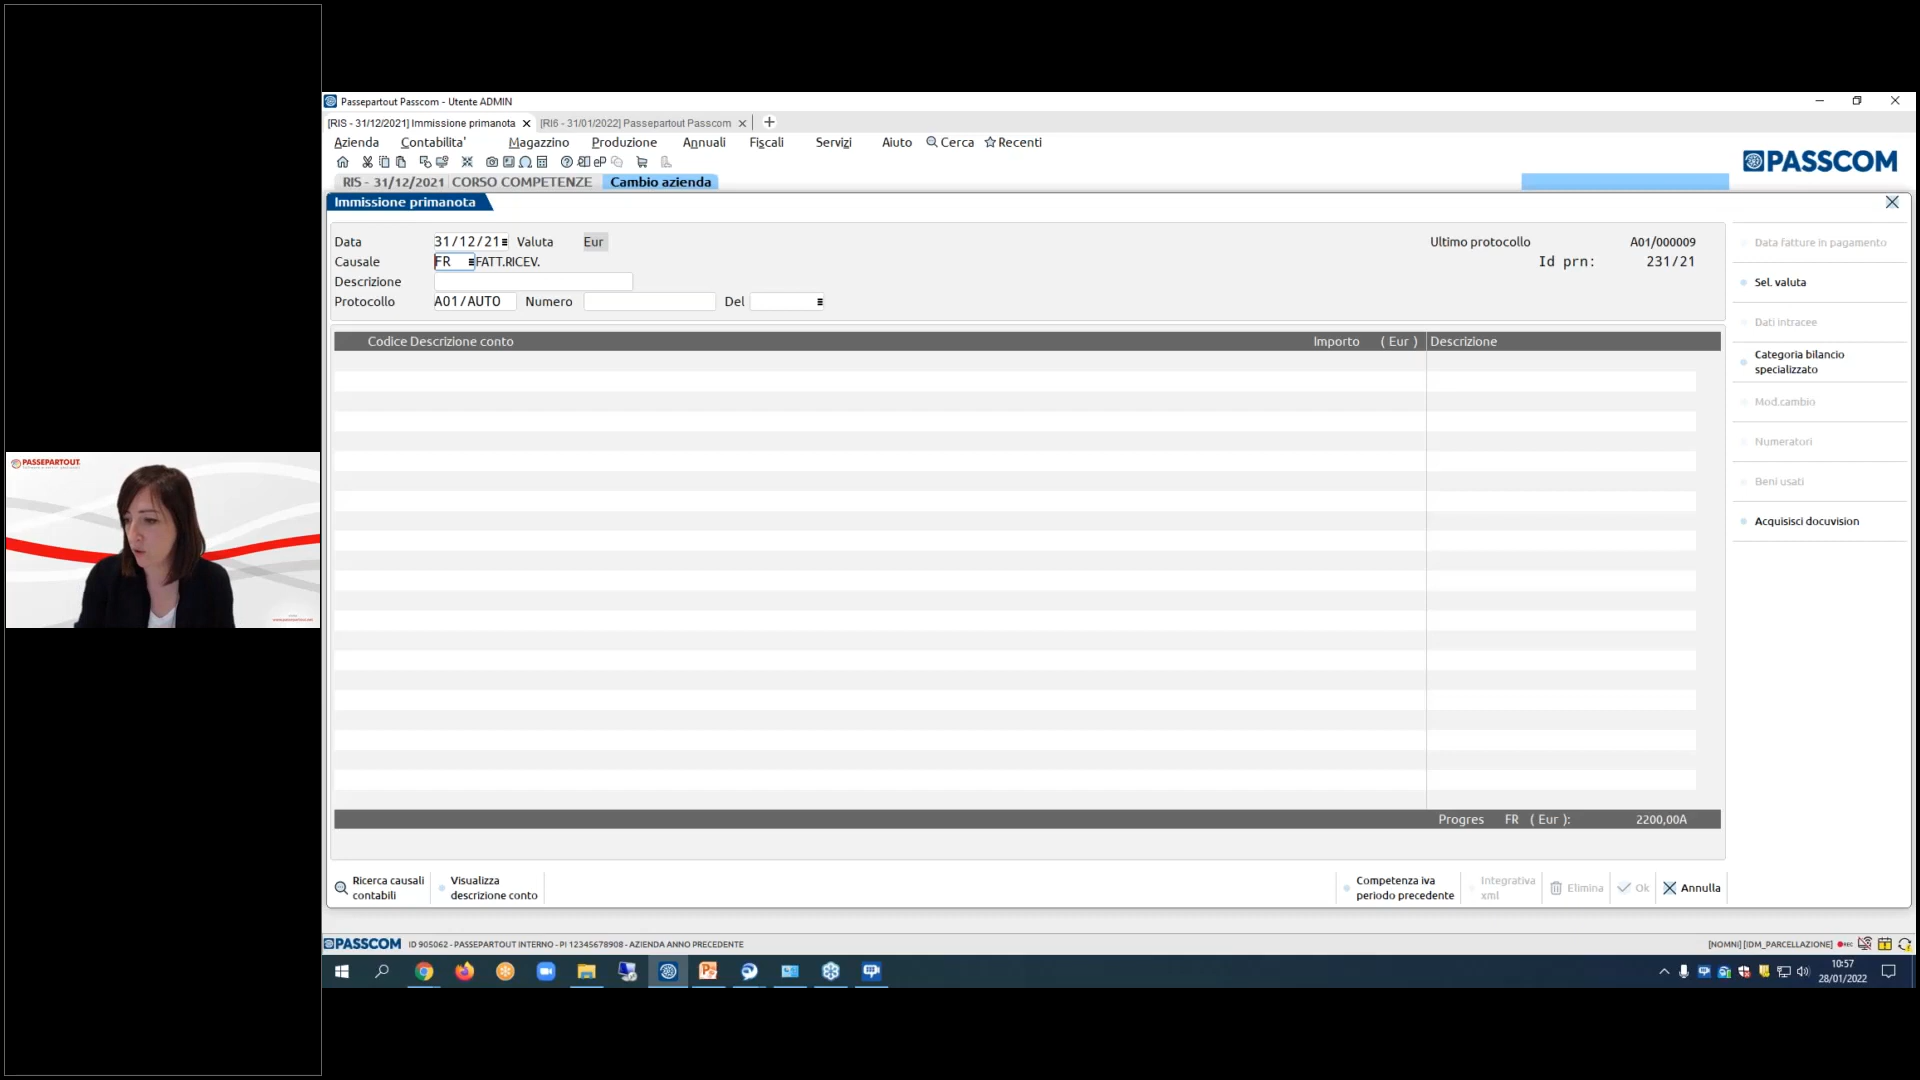 PASSEPARTOUT
Passepartout Passcom - Utente ADMIN
[RIS - 31/12/2021] Immissione primanota
[RI6 - 31/01/2022] Passepartout Passcom
Azienda Contabilita' Magazzino Produzione Annuali Fiscali Servizi Aiuto Cerca Recenti
RIS - 31/12/2021 CORSO COMPETENZE Cambio azienda
PASSCOM
Immissione primanota
Data 31/12/21 Valuta Eur Ultimo protocollo A01/000009
Causale FR FATT.RICEV. Id prn: 231/21
Descrizione
Protocollo A01/AUTO Numero Del
Codice Descrizione conto Importo ( Eur ) Descrizione
Progres FR ( Eur ): 2200,00A
Data fatture in pagamento
Sel. valuta
Dati intracee
Categoria bilancio
specializzato
Mod.cambio
Numeratori
Beni usati
Acquisisci docuvision
Ricerca causali
contabili
Visualizza
descrizione conto
Competenza iva
periodo precedente
Integrativa
xml
Elimina
Ok
Annulla
PASSCOM ID 905062 - PASSEPARTOUT INTERNO - PI 12345678908 - AZIENDA ANNO PRECEDENTE
[NOMNI] [IDM_PARCELLAZIONE]
10:57
28/01/2022